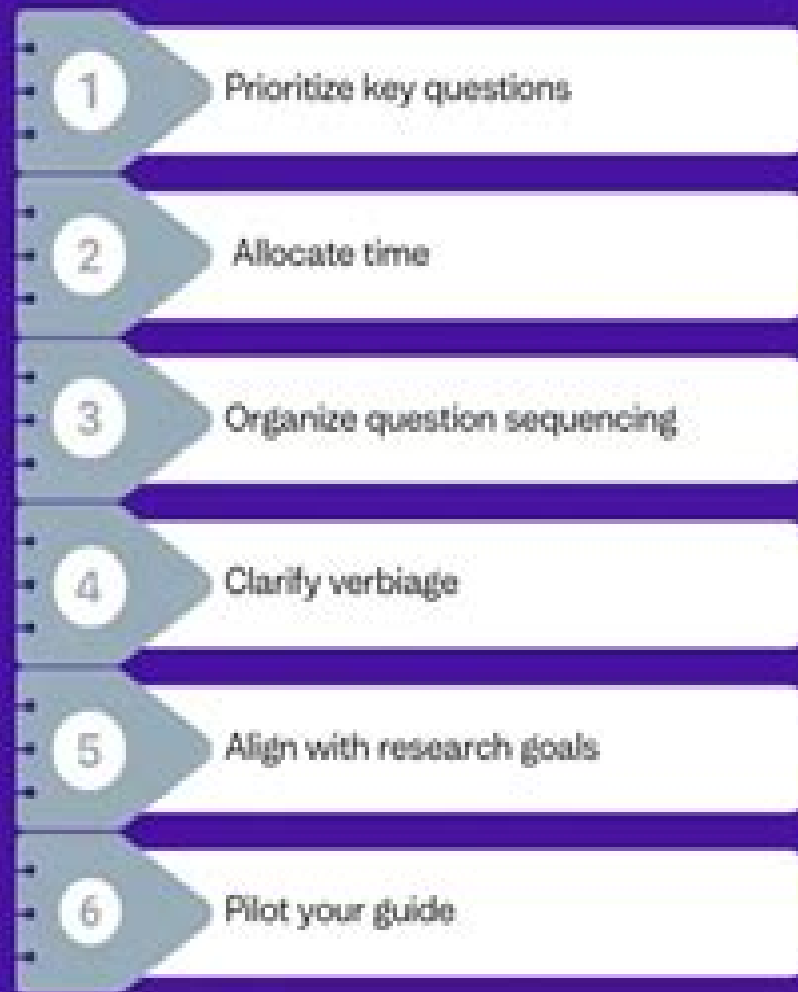 1
Prioritize key questions
2
Allocate time
3
Organize question sequencing
4
Clarify verbiage
5
Align with research goals
6
Pilot your guide